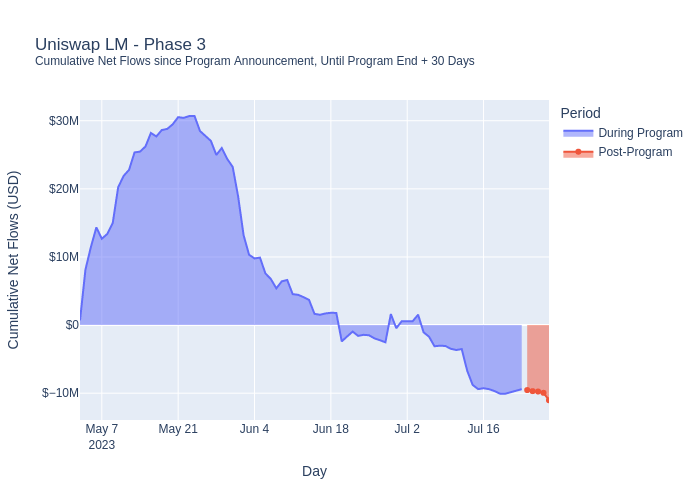 Uniswap LM - Phase 3
Cumulative Net Flows since Program Announcement, Until Program End + 30 Days
Period
During Program
Post-Program
Cumulative Net Flows (USD)
$30M
$20M
$10M
$0
$−10M
May 7
2023
May 21
Jun 4
Jun 18
Jul 2
Jul 16
Day